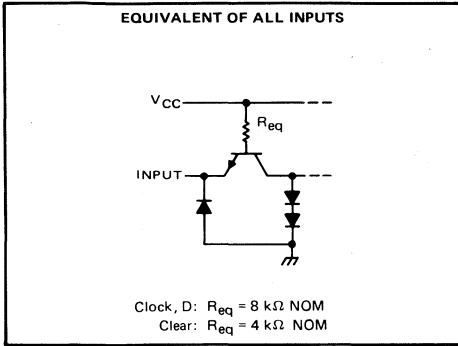 EQUIVALENT OF ALL INPUTS
VCC
Req
INPUT
Clock, D: Req = 8 kΩ NOM
Clear: Req = 4 kΩ NOM